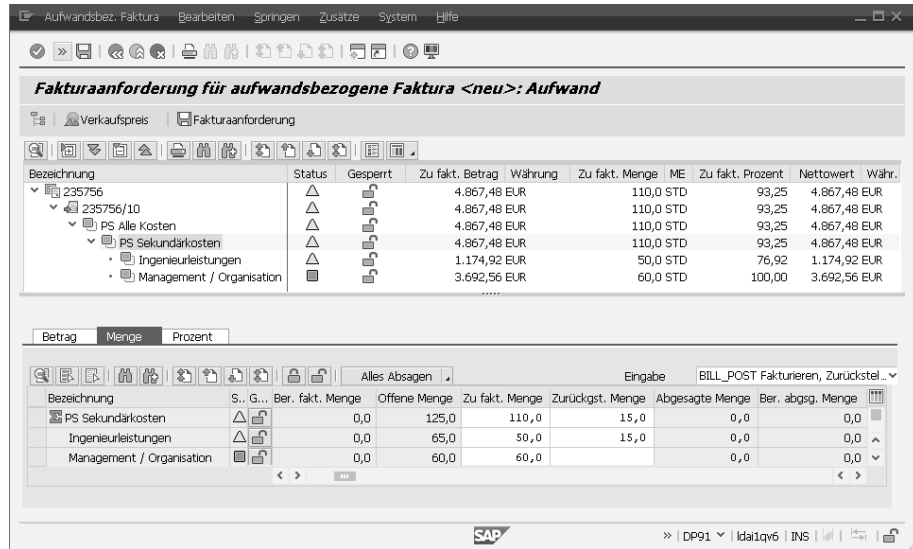 Aufwandsbez. Faktura Bearbeiten Springen Zusätze System Hilfe
Fakturaanforderung für aufwandsbezogene Faktura <neu>: Aufwand
Verkaufspreis Fakturaanforderung
Bezeichnung Status Gesperrt Zu fakt. Betrag Währung Zu fakt. Menge ME Zu fakt. Prozent Nettowert Währ.
235756 4.867,48 EUR 110,0 STD 93,25 4.867,48 EUR
235756/10 4.867,48 EUR 110,0 STD 93,25 4.867,48 EUR
PS Alle Kosten 4.867,48 EUR 110,0 STD 93,25 4.867,48 EUR
PS Sekundärkosten 4.867,48 EUR 110,0 STD 93,25 4.867,48 EUR
Ingenieurleistungen 1.174,92 EUR 50,0 STD 76,92 1.174,92 EUR
Management / Organisation 3.692,56 EUR 60,0 STD 100,00 3.692,56 EUR
Betrag Menge Prozent
Alles Absagen Eingabe BILL_POST Fakturieren, Zurückstel...
Bezeichnung S.. G... Ber. fakt. Menge Offene Menge Zu fakt. Menge Zurückgst. Menge Abgesagte Menge Ber. abgsg. Menge
PS Sekundärkosten 0,0 125,0 110,0 15,0 0,0 0,0
Ingenieurleistungen 0,0 65,0 50,0 15,0 0,0 0,0
Management / Organisation 0,0 60,0 60,0 0,0 0,0
SAP DP91 ldai1qv6 INS